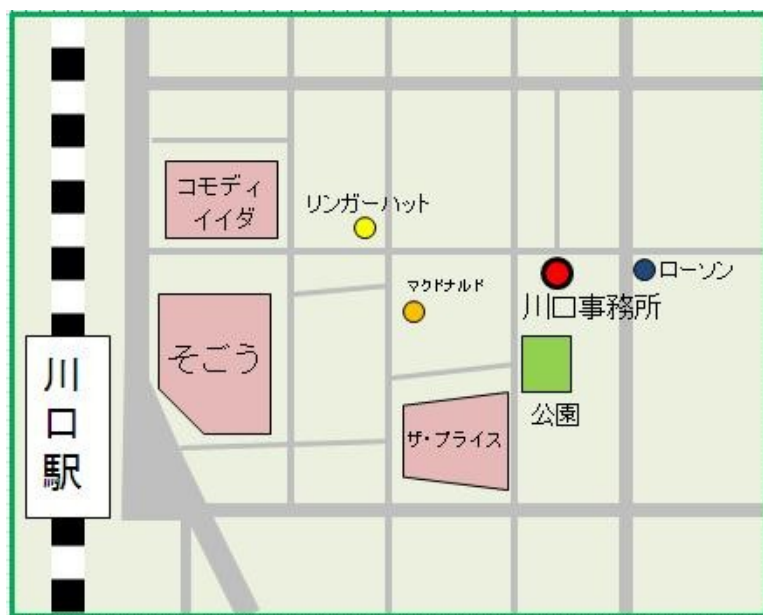 コモディ
イイダ
リンガーハット
ローソン
マクドナルド
川口事務所
そごう
川口駅
公園
ザ・プライス